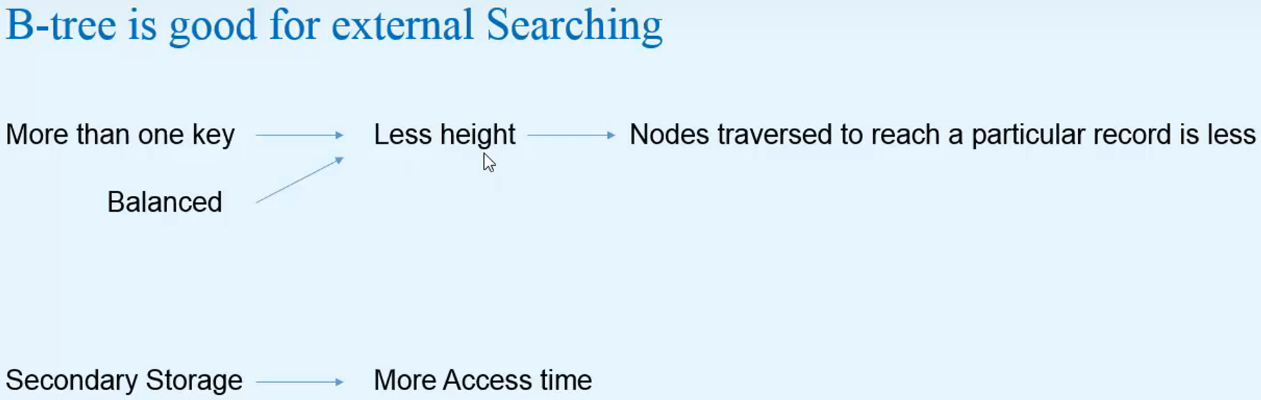 B-tree is good for external Searching
More than one key
Less height
Nodes traversed to reach a particular record is less
Balanced
Secondary Storage
More Access time